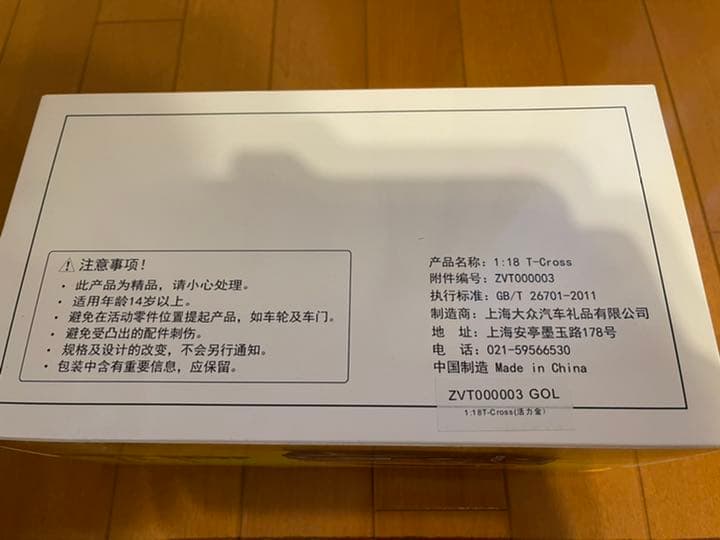 ⚠ 注意事项！
• 此产品为精品，请小心处理。
• 适用年龄14岁以上。
• 避免在活动零件位置提起产品，如车轮及车门。
• 避免受凸出的配件刺伤。
• 规格及设计的改变，不会另行通知。
• 包装中含有重要信息，应保留。
产品名称：1:18 T-Cross
附件编号：ZVT000003
执行标准：GB/T 26701-2011
制造商：上海大众汽车礼品有限公司
地　址：上海安亭墨玉路178号
电　话：021-59566530
中国制造 Made in China
ZVT000003 GOL
1:18T-Cross(活力金)